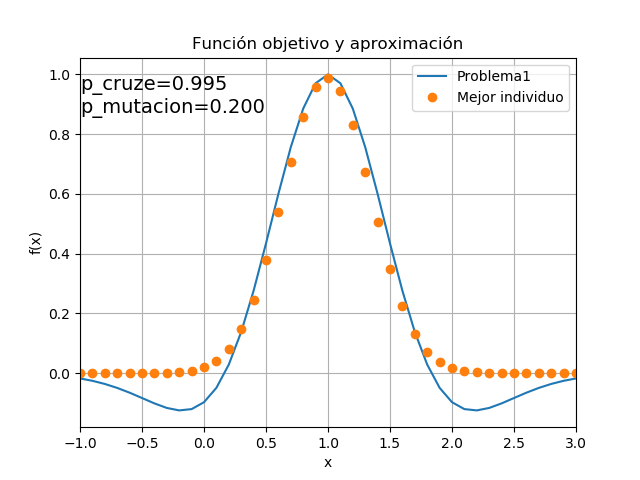 Función objetivo y aproximación
p_cruze=0.995
p_mutacion=0.200
Problema1
Mejor individuo
f(x)
1.0
0.8
0.6
0.4
0.2
0.0
−1.0 −0.5 0.0 0.5 1.0 1.5 2.0 2.5 3.0
x